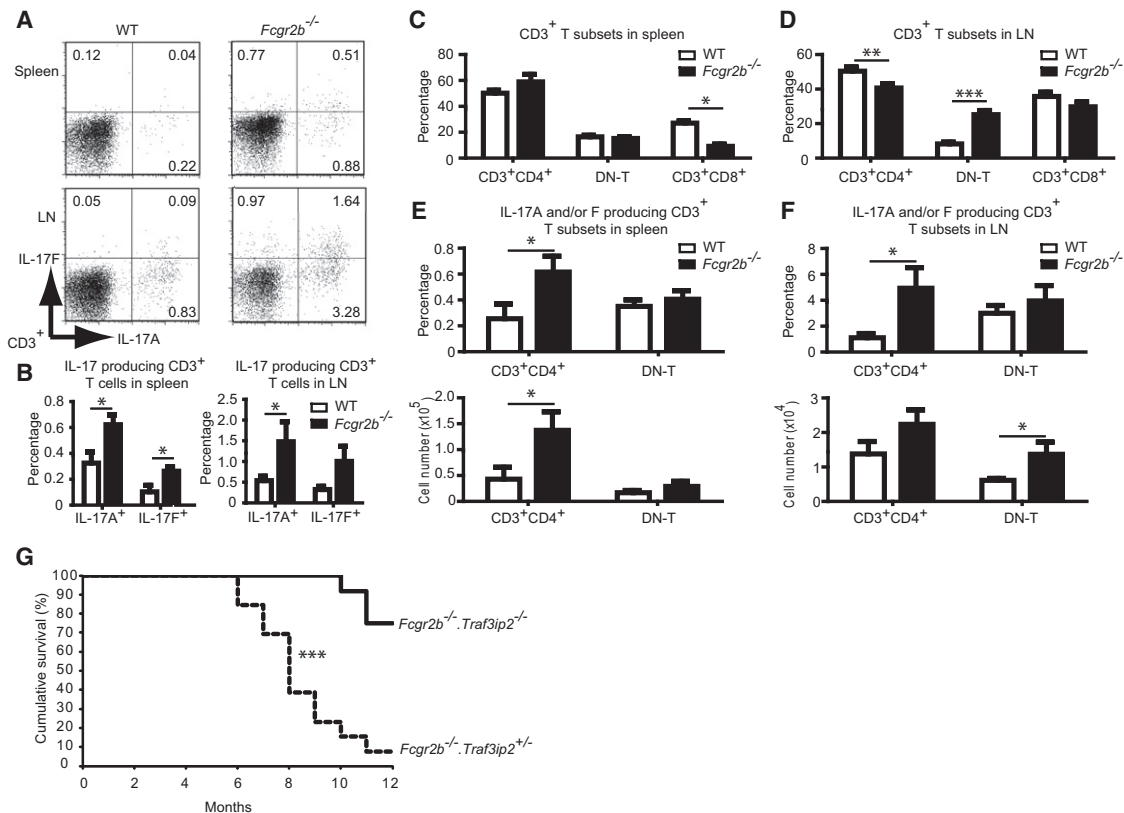 A
WT
Fcgr2b-/-
Spleen
0.12
0.04
0.22
0.77
0.51
0.88
LN
0.05
0.09
0.83
0.97
1.64
3.28
IL-17F
CD3+
IL-17A
B
IL-17 producing CD3+
T cells in spleen
Percentage
0.8
0.6
0.4
0.2
0
*
*
IL-17A+
IL-17F+
IL-17 producing CD3+
T cells in LN
Percentage
2.5
2.0
1.5
1.0
0.5
0
*
WT
Fcgr2b-/-
IL-17A+
IL-17F+
C
CD3+ T subsets in spleen
WT
Fcgr2b-/-
Percentage
80
60
40
20
0
*
CD3+CD4+
DN-T
CD3+CD8+
D
CD3+ T subsets in LN
WT
Fcgr2b-/-
Percentage
60
40
20
0
**
***
CD3+CD4+
DN-T
CD3+CD8+
E
IL-17A and/or F producing CD3+
T subsets in spleen
WT
Fcgr2b-/-
Percentage
0.8
0.6
0.4
0.2
0
*
CD3+CD4+
DN-T
Cell number (x10^5)
2.0
1.5
1.0
0.5
0
*
CD3+CD4+
DN-T
F
IL-17A and/or F producing CD3+
T subsets in LN
WT
Fcgr2b-/-
Percentage
8
6
4
2
0
*
CD3+CD4+
DN-T
Cell number (x10^4)
3
2
1
0
*
CD3+CD4+
DN-T
G
Cumulative survival (%)
100
90
80
70
60
50
40
30
20
10
0
***
Fcgr2b-/-.Traf3ip2-/-
Fcgr2b-/-.Traf3ip2+/-
0
2
4
6
8
10
12
Months